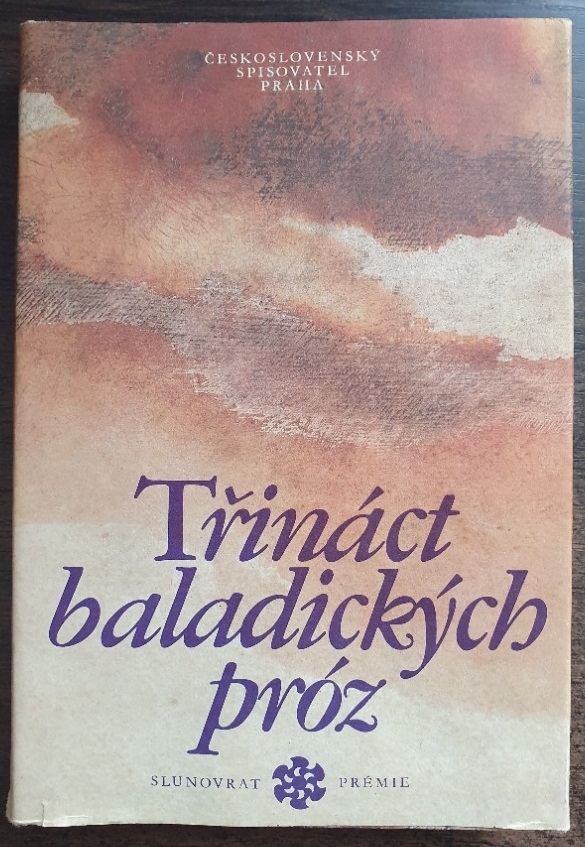 ČESKOSLOVENSKÝ
SPISOVATEL
PRAHA
Třináct
baladických
próz
SLUNOVRAT PRÉMIE